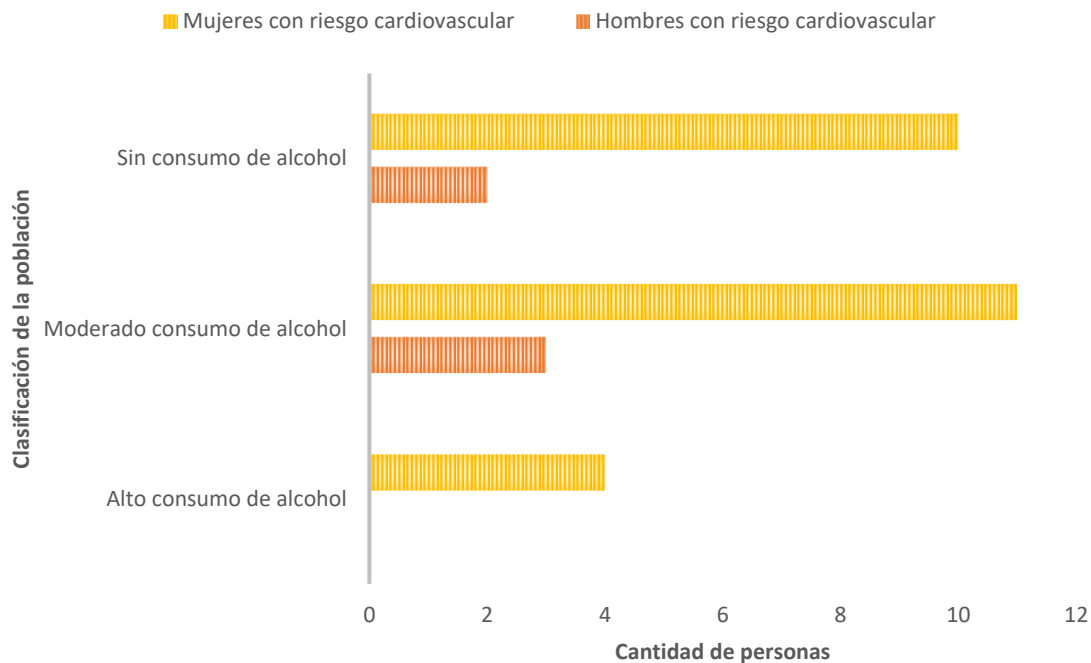 Mujeres con riesgo cardiovascular
Hombres con riesgo cardiovascular
Clasificación de la población
Sin consumo de alcohol
Moderado consumo de alcohol
Alto consumo de alcohol
0 2 4 6 8 10 12
Cantidad de personas